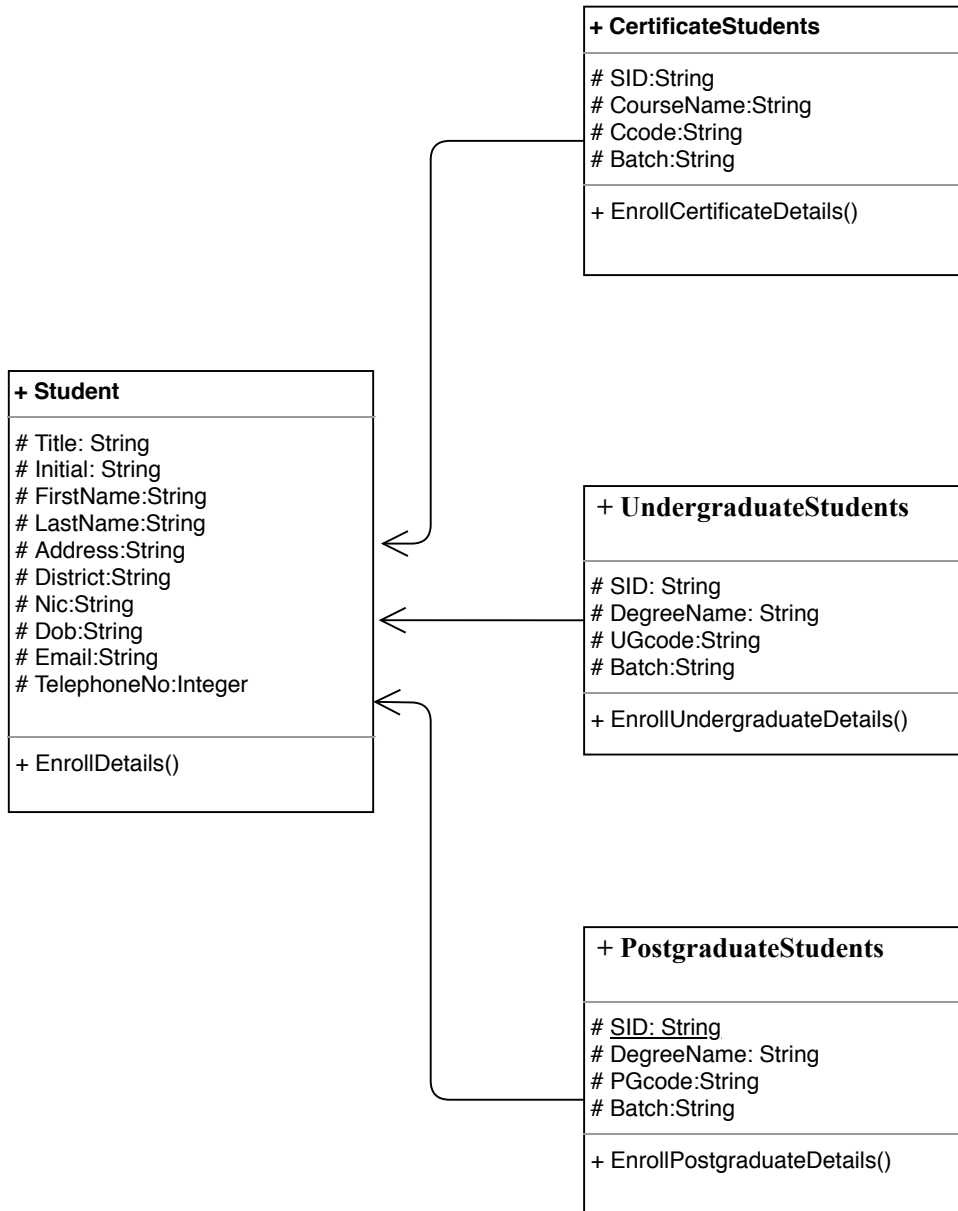 + CertificateStudents
# SID:String
# CourseName:String
# Ccode:String
# Batch:String
+ EnrollCertificateDetails()
+ Student
# Title: String
# Initial: String
# FirstName:String
# LastName:String
# Address:String
# District:String
# Nic:String
# Dob:String
# Email:String
# TelephoneNo:Integer
+ EnrollDetails()
+ UndergraduateStudents
# SID: String
# DegreeName: String
# UGcode:String
# Batch:String
+ EnrollUndergraduateDetails()
+ PostgraduateStudents
# SID: String
# DegreeName: String
# PGcode:String
# Batch:String
+ EnrollPostgraduateDetails()